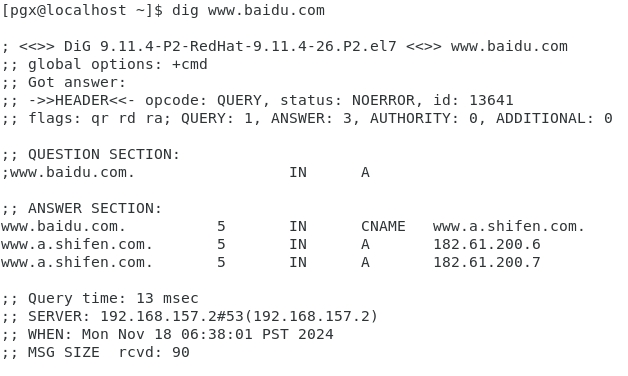 [pgx@localhost ~]$ dig www.baidu.com

; <<>> DiG 9.11.4-P2-RedHat-9.11.4-26.P2.el7 <<>> www.baidu.com
;; global options: +cmd
;; Got answer:
;; ->>HEADER<<- opcode: QUERY, status: NOERROR, id: 13641
;; flags: qr rd ra; QUERY: 1, ANSWER: 3, AUTHORITY: 0, ADDITIONAL: 0

;; QUESTION SECTION:
;www.baidu.com.                 IN      A

;; ANSWER SECTION:
www.baidu.com.          5       IN      CNAME   www.a.shifen.com.
www.a.shifen.com.       5       IN      A       182.61.200.6
www.a.shifen.com.       5       IN      A       182.61.200.7

;; Query time: 13 msec
;; SERVER: 192.168.157.2#53(192.168.157.2)
;; WHEN: Mon Nov 18 06:38:01 PST 2024
;; MSG SIZE  rcvd: 90